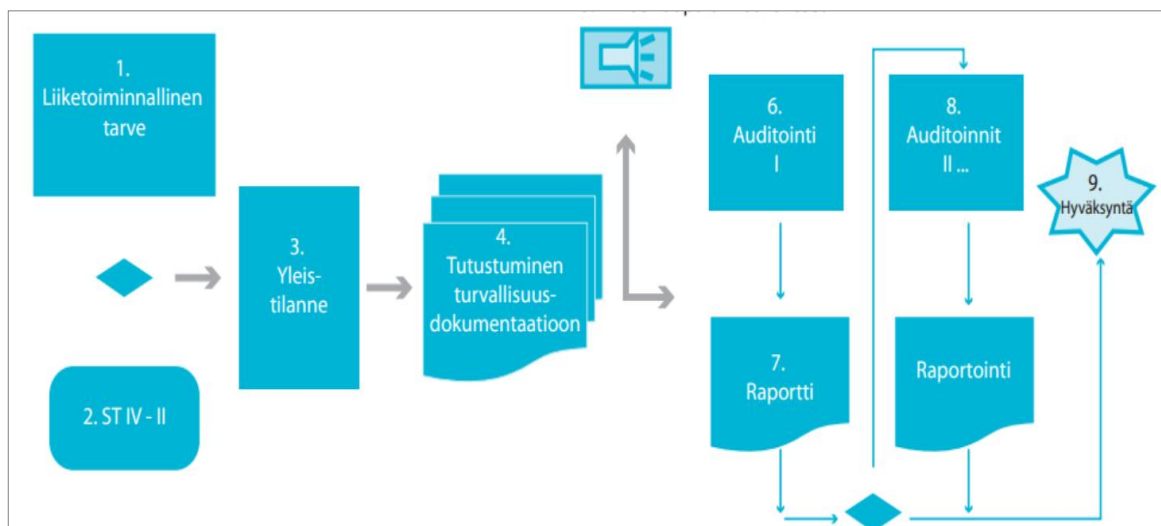 1.
Liiketoiminnallinen
tarve
2. ST IV - II
3.
Yleis-
tilanne
4.
Tutustuminen
turvallisuus-
dokumentaatioon
6.
Auditointi
I
7.
Raportti
8.
Auditoinnit
II ...
Raportointi
9.
Hyväksyntä